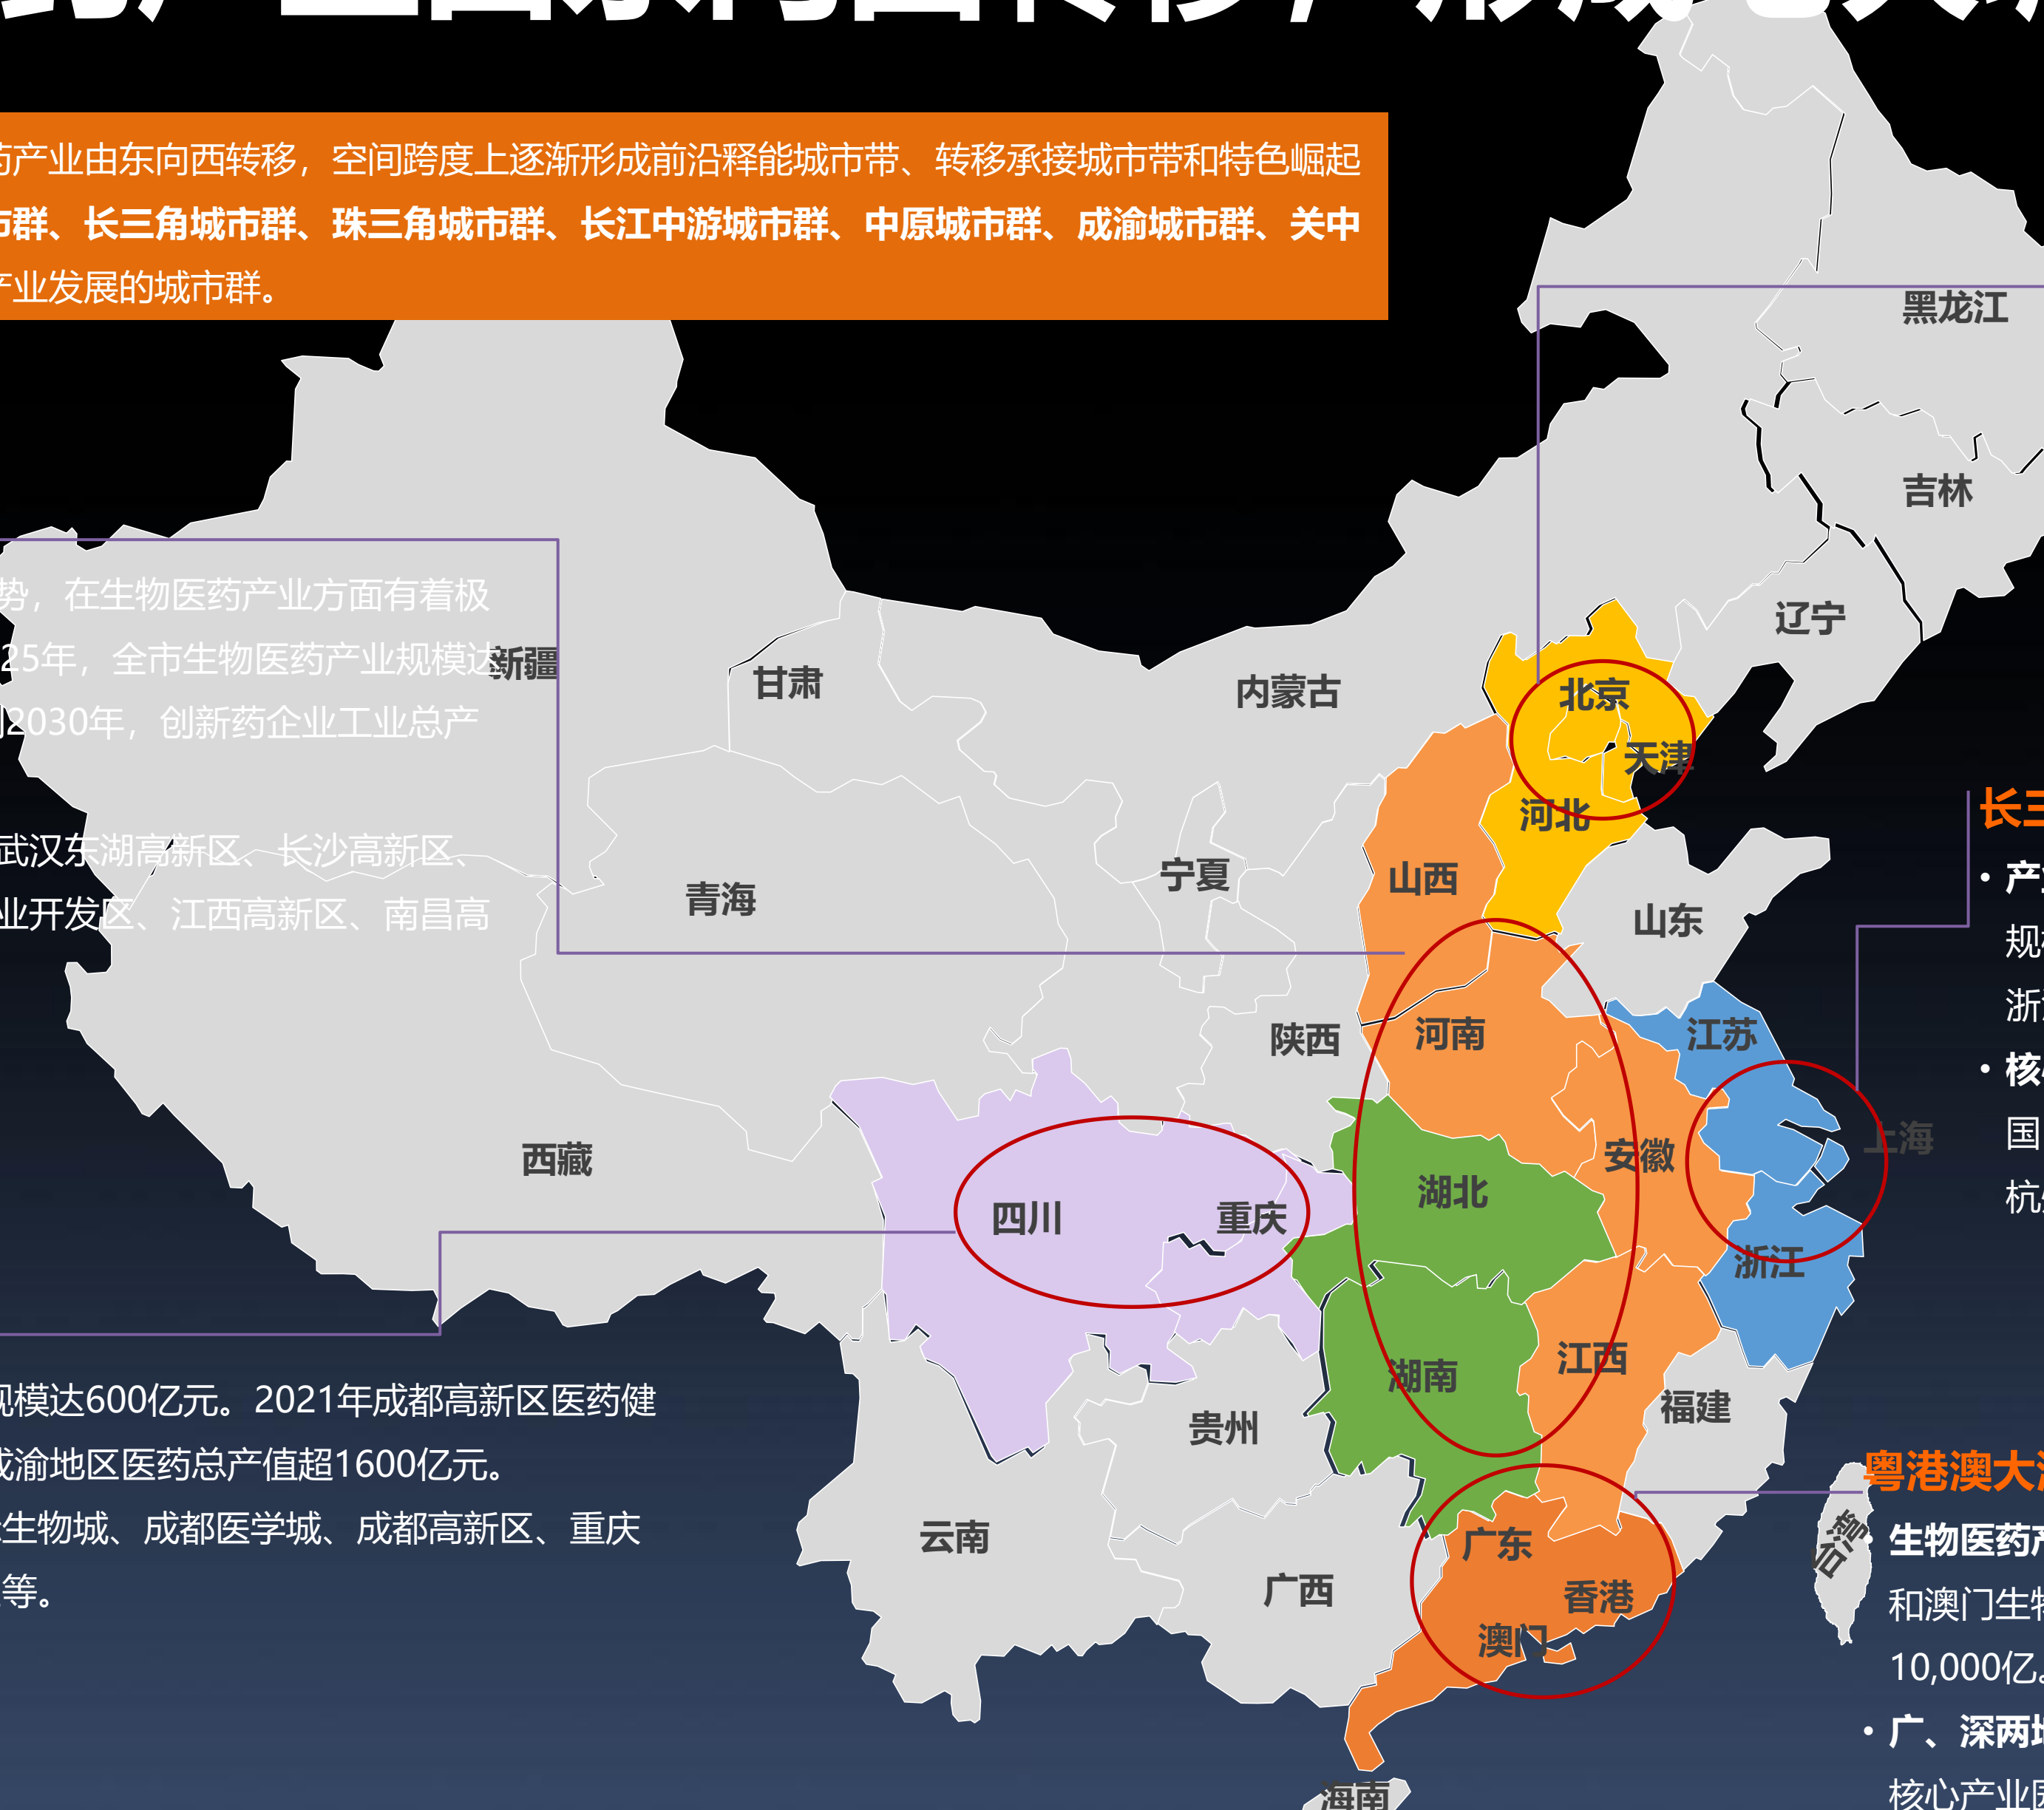 药产业由东向西转移，空间跨度上逐渐形成前沿释能城市带、转移承接城市带和特色崛起
市群、长三角城市群、珠三角城市群、长江中游城市群、中原城市群、成渝城市群、关中
产业发展的城市群。
黑龙江
吉林
辽宁
势，在生物医药产业方面有着极
25年，全市生物医药产业规模达
新疆
2030年，创新药企业工业总产
甘肃
内蒙古
北京
天津
河北
武汉东湖高新区、长沙高新区、
业开发区、江西高新区、南昌高
青海
宁夏
山西
山东
长三
• 产
规
浙
• 核
国
杭
陕西
河南
江苏
上海
西藏
四川
重庆
湖北
安徽
浙江
规模达600亿元。2021年成都高新区医药健
成渝地区医药总产值超1600亿元。
生物城、成都医学城、成都高新区、重庆
等。
湖南
江西
福建
贵州
云南
广西
广东
香港
澳门
台湾
海南
粤港澳大
生物医药产
和澳门生物
10,000亿
• 广、深两地
核心产业园